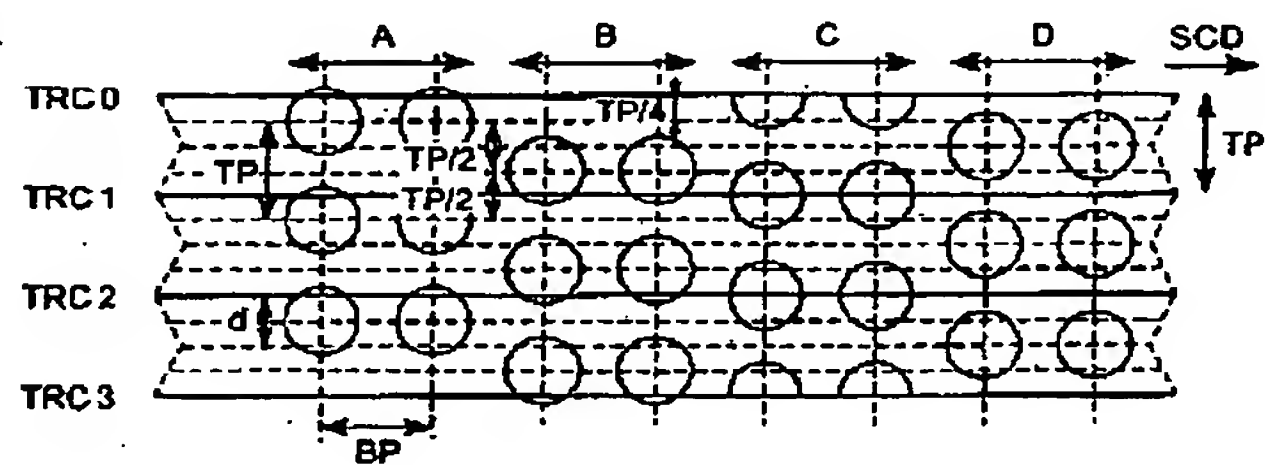 A B C D SCD
TRC 0
TP/4
TP TP/2 TP
TRC 1
TP/2
TRC 2
d
TRC 3
BP